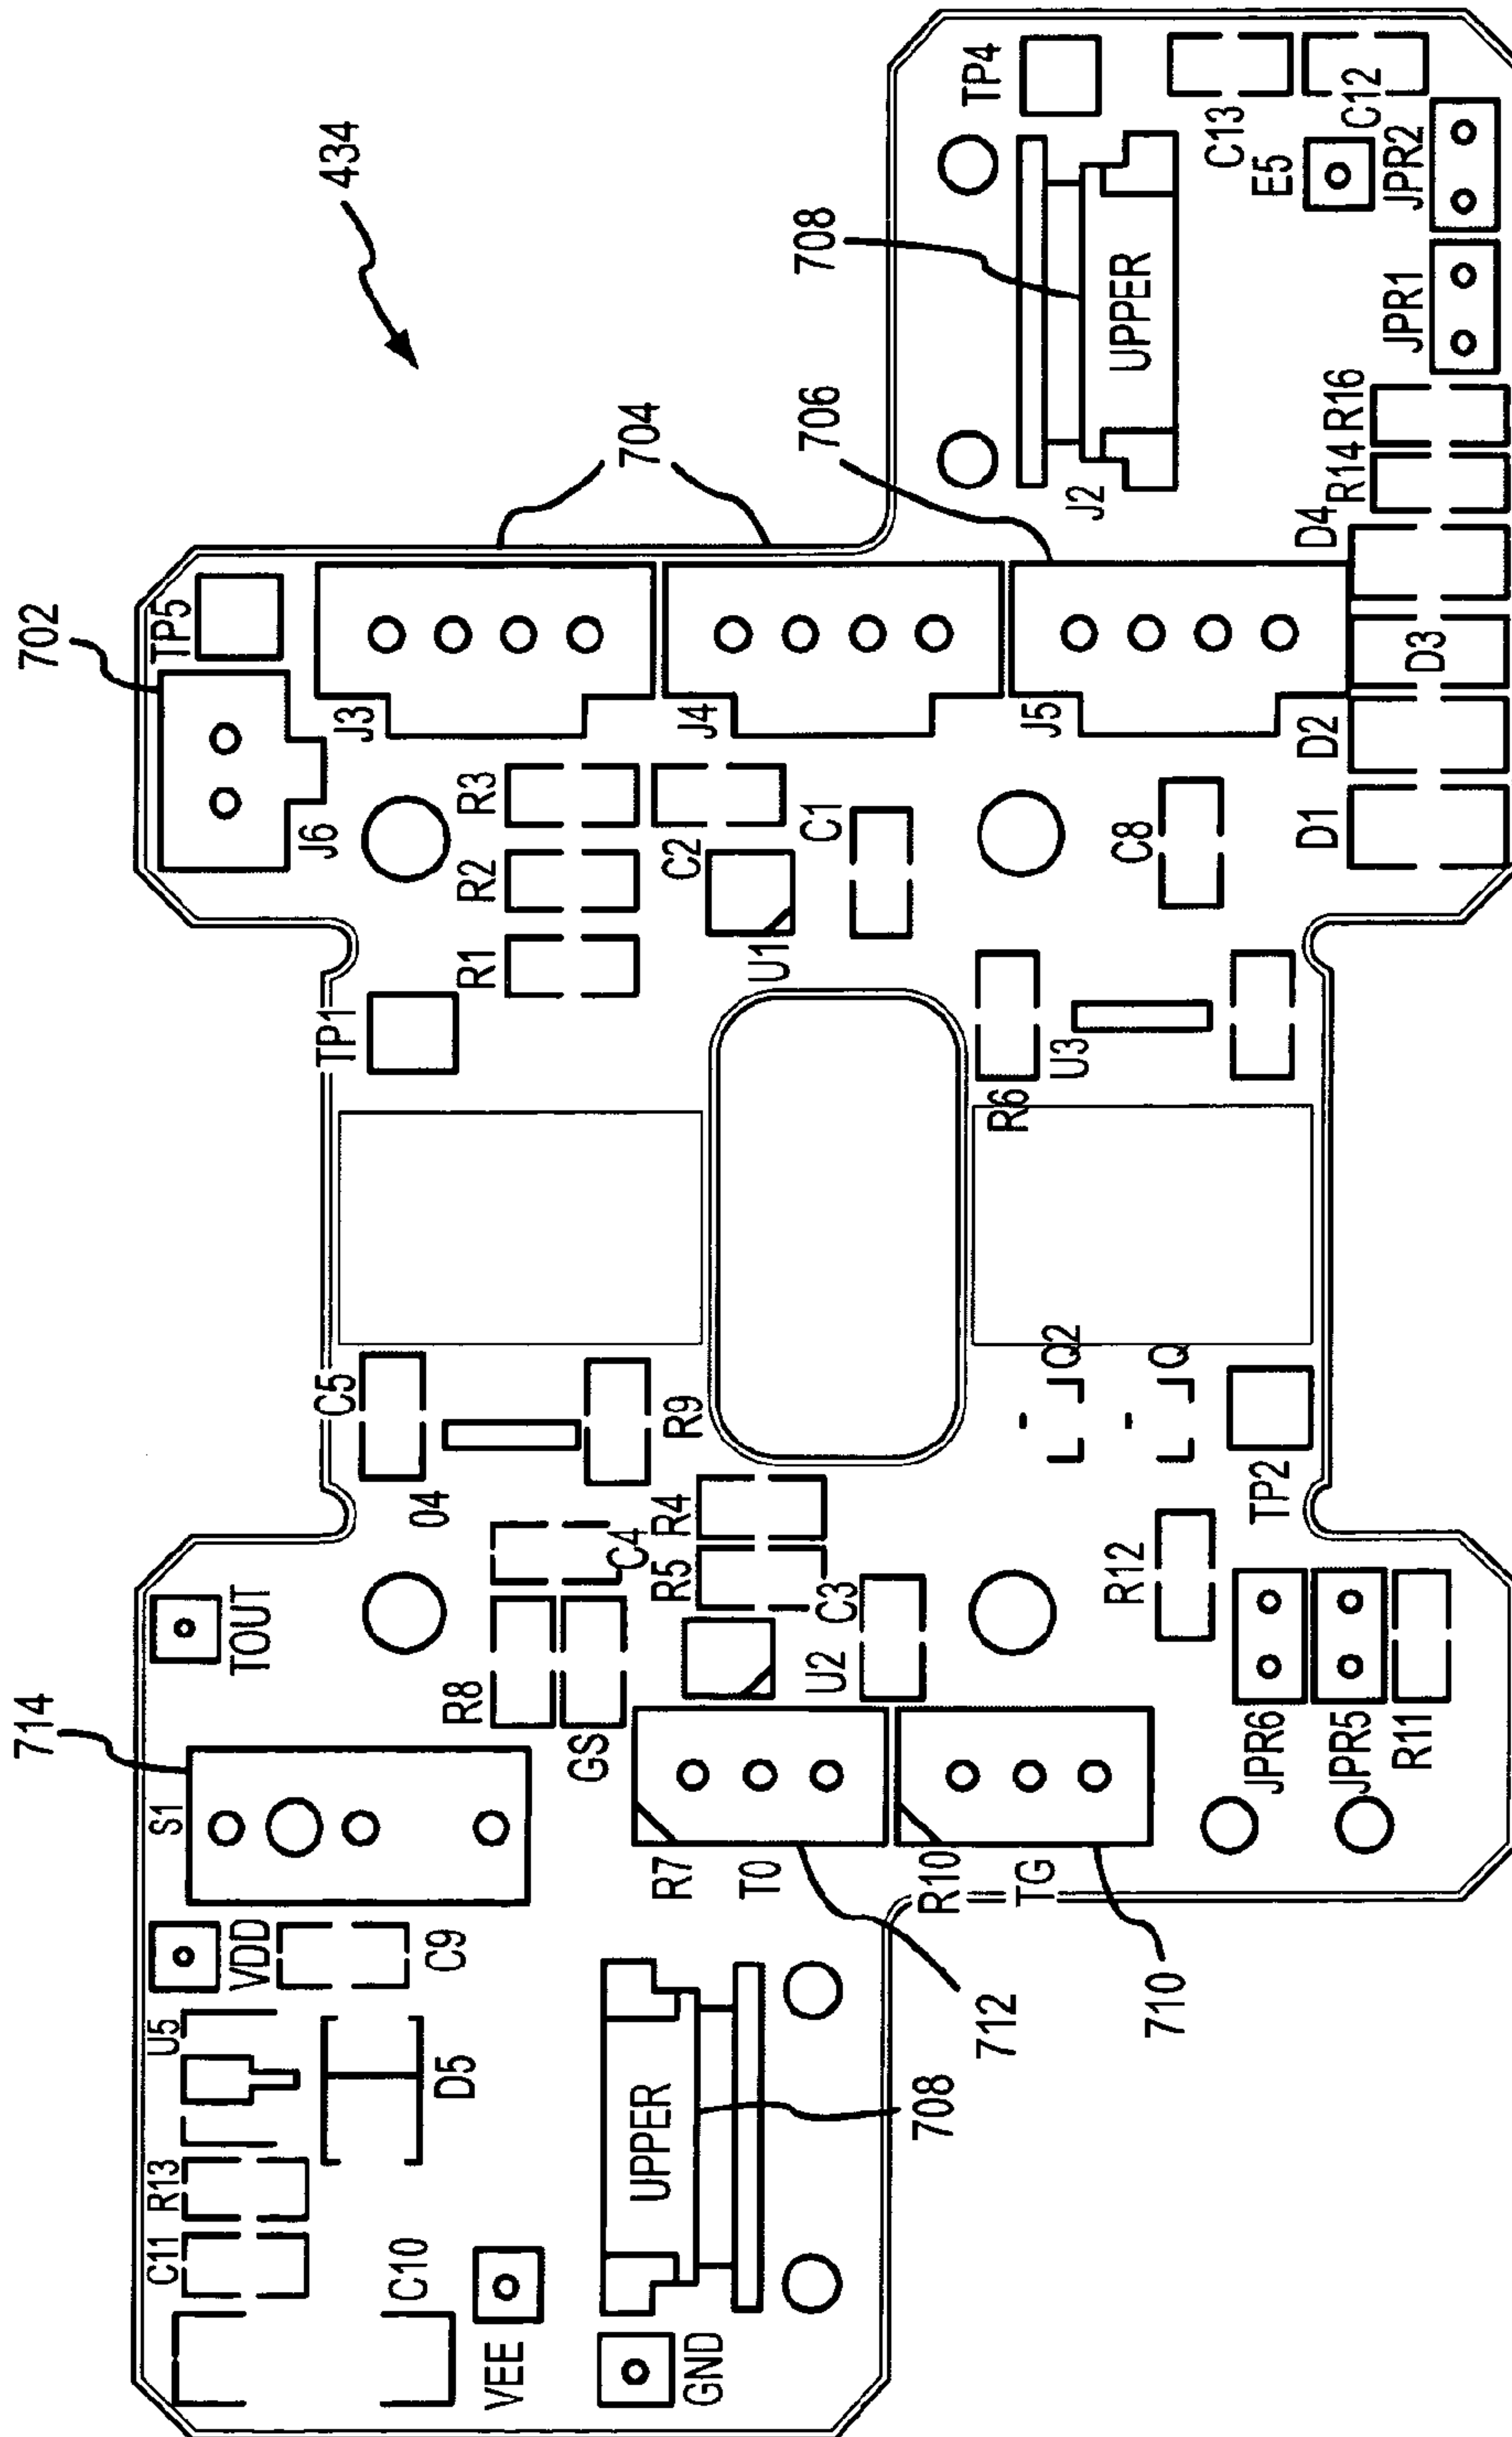 434
702
704
706
708
TP4
C13
C12
E5
JPR2
JPR1
UPPER
J2
R16
R14
D4
D3
D2
D1
TP5
J6
J3
J4
J5
R3
R2
R1
C2
C1
U1
C8
TP1
R6
U3
C5
04
R9
Q2
Q
TP2
R4
R5
C4
C3
U2
R12
TOUT
R8
GS
JPR6
JPR5
R11
714
S1
R7
TO
R10
TG
712
710
VDD
C9
U5
D5
R13
C11
C10
VEE
GND
UPPER
708